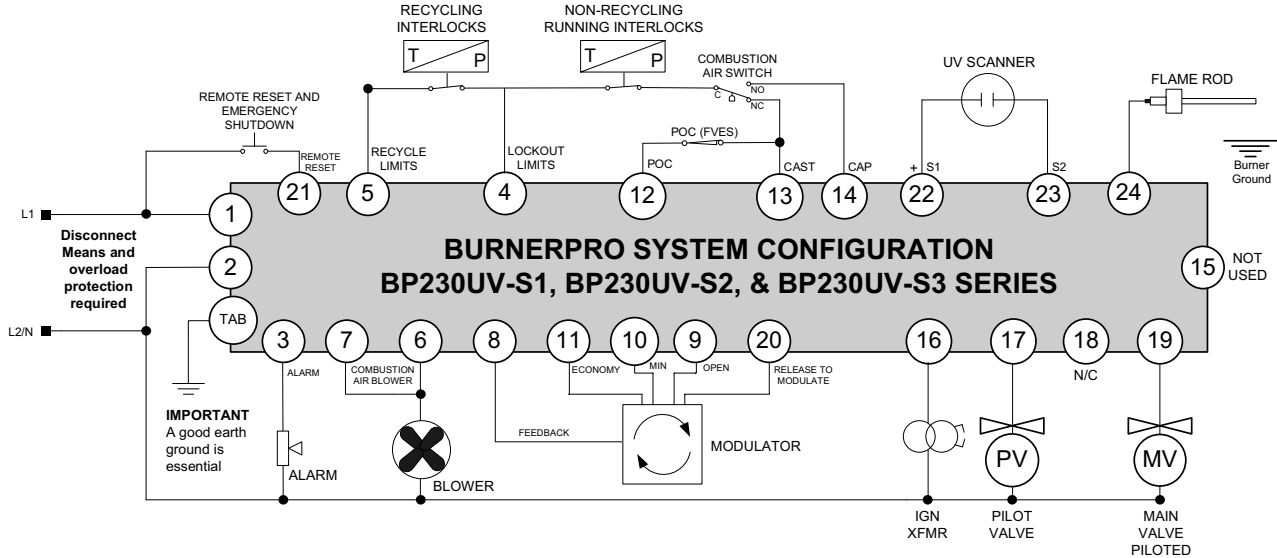 RECYCLING
INTERLOCKS
NON-RECYCLING
RUNNING INTERLOCKS
T
P
T
P
COMBUSTION
AIR SWITCH
NO
C
NC
UV SCANNER
FLAME ROD
REMOTE RESET AND
EMERGENCY
SHUTDOWN
POC (FVES)
REMOTE
RESET
RECYCLE
LIMITS
LOCKOUT
LIMITS
POC
CAST
CAP
+ S1
S2
Burner
Ground
21
5
4
12
13
14
22
23
24
L1
1
Disconnect
Means and
overload
protection
required
2
BURNERPRO SYSTEM CONFIGURATION
BP230UV-S1, BP230UV-S2, & BP230UV-S3 SERIES
15
NOT
USED
L2/N
TAB
3
7
6
8
11
10
9
20
16
17
18
19
ALARM
COMBUSTION
AIR BLOWER
ECONOMY
MIN
OPEN
RELEASE TO
MODULATE
N/C
IMPORTANT
A good earth
ground is
essential
FEEDBACK
MODULATOR
ALARM
BLOWER
PV
MV
IGN
XFMR
PILOT
VALVE
MAIN
VALVE
PILOTED